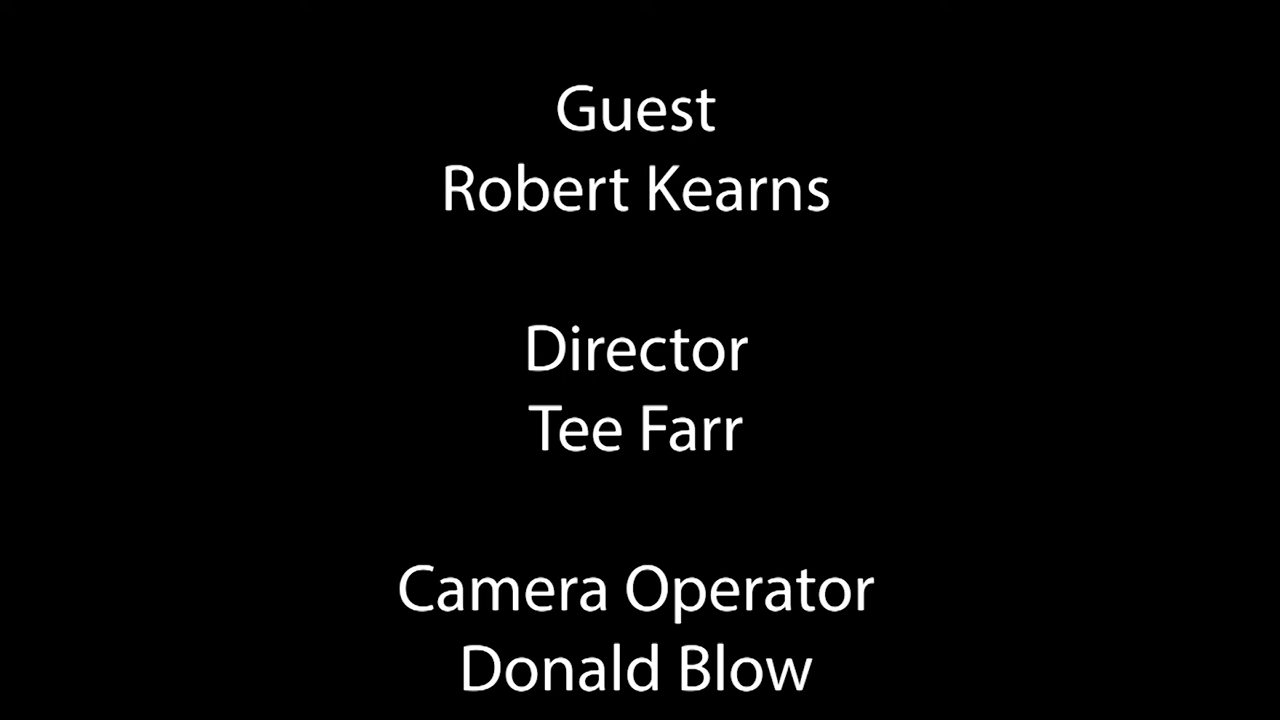 Guest
Robert Kearns
Director
Tee Farr
Camera Operator
Donald Blow